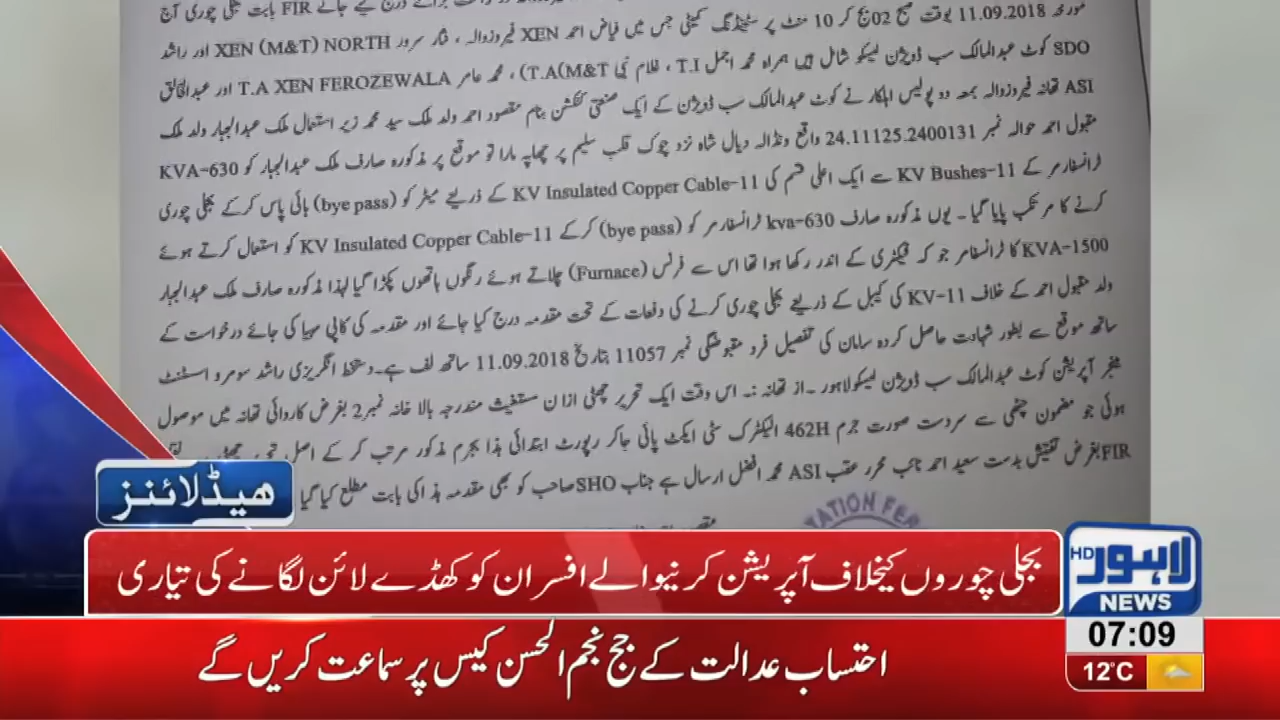 مورخہ 11.09.2018 بوقت صبح 02 بج کر 10 منٹ پر سٹینڈنگ کمیٹی جس میں فیاض احمد XEN فیروزوالہ ، نثار سرور XEN (M&T) NORTH اور راشد
SDO کوٹ عبدالمالک سب ڈویژن لیسکو شامل ہیں ہمراہ محمد اجمل T.I ، غلام نبی T.A(M&T) ، محمد عامر T.A XEN FEROZEWALA اور عبدالخالق
ASI تھانہ فیروزوالہ بمعہ دو پولیس اہلکار نے کوٹ عبدالمالک سب ڈویژن کے ایک صنعتی کنکشن بنام مقصود احمد ولد ملک سید محمد زیر استعمال ملک عبدالجبار ولد ملک
مقبول احمد حوالہ نمبر 24.11125.2400131 واقع ونڈالہ دیال شاہ نزد چوک قلب سلیم پر چھاپہ مارا تو موقع پر مذکورہ صارف ملک عبدالجبار کو KVA-630
ٹرانسفارمر کے KV Bushes-11 سے ایک اعلی قسم کی KV Insulated Copper Cable-11 کے ذریعے میٹر کو (bye pass) بائی پاس کرکے بجلی چوری
کرنے کا مرتکب پایا گیا ۔ یوں مذکورہ صارف kva-630 ٹرانسفارمر کو (bye pass) کرکے KV Insulated Copper Cable-11 کو استعمال کرتے ہوئے
KVA-1500 کا ٹرانسفامر جو کہ فیکٹری کے اندر رکھا ہوا تھا اس سے فرنس (Furnace) چلاتے ہوئے رنگوں ہاتھوں پکڑا گیا لہذا مذکورہ صارف ملک عبدالجبار
ولد مقبول احمد کے خلاف KV-11 کی کیبل کے ذریعے بجلی چوری کرنے کی دفعات کے تحت مقدمہ درج کیا جائے اور مقدمہ کی کاپی مہیا کی جائے درخواست کے
ساتھ موقع سے بطور شہادت حاصل کردہ سامان کی تفصیل فرد مقبوضگی نمبر 11057 بتاریخ 11.09.2018 ساتھ لف ہے۔ دستخط انگریزی راشد سومرو اسسٹنٹ
منیجر آپریشن کوٹ عبدالمالک سب ڈویژن لیسکو لاہور ۔ از تھانہ :۔ اس وقت ایک تحریر چھٹی ازان مستغیث مندرجہ بالا خانہ نمبر 2 بغرض کاروائی تھانہ میں موصول
ہوئی جو مضمون چٹھی سے سردست صورت جرم 462H الیکٹرک سٹی ایکٹ پائی جاکر رپورٹ ابتدائی ہذا بجرم مذکور مرتب کر کے اصل
FIR بغرض تفتیش بدست سعید احمد نائب محرر عقب ASI محمد افضل ارسال ہے جناب SHO صاحب کو بھی مقدمہ ہذا کی بابت مطلع کیا گیا
ہیڈلائنز
بجلی چوروں کیخلاف آپریشن کرنیوالے افسران کو کھڈے لائن لگانے کی تیاری
لاہور HD
NEWS
07:09
احتساب عدالت کے جج نجم الحسن کیس پر سماعت کریں گے
12°C